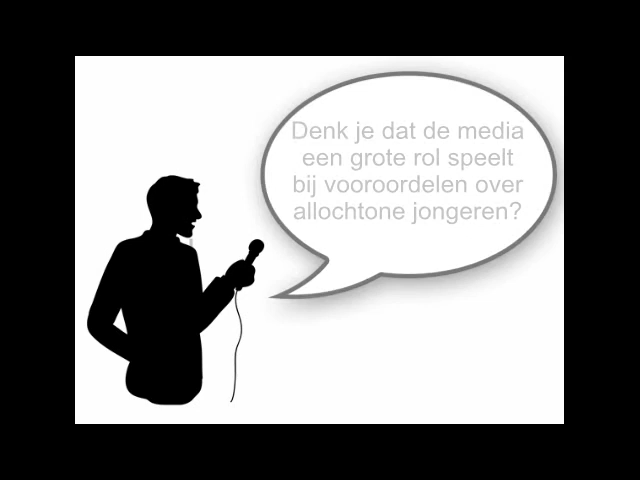 Denk je dat de media
een grote rol speelt
bij vooroordelen over
allochtone jongeren?